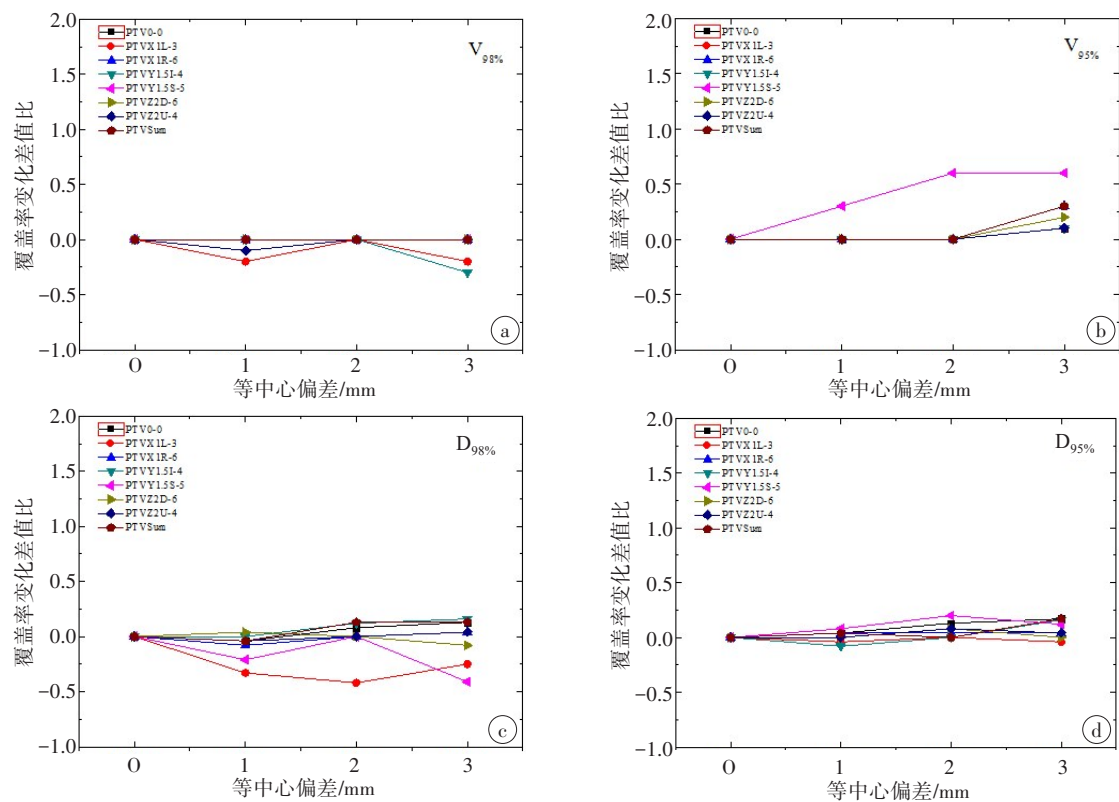 2.0
1.5
1.0
0.5
0.0
−0.5
−1.0
覆盖率变化差值比
PTV0-0
PTVX1L-3
PTVX1R-6
PTVY1.5I-4
PTVY1.5S-5
PTVZ2D-6
PTVZ2U-4
PTVSum
V98%
a
0 1 2 3
等中心偏差/mm
2.0
1.5
1.0
0.5
0.0
−0.5
−1.0
覆盖率变化差值比
PTV0-0
PTVX1L-3
PTVX1R-6
PTVY1.5I-4
PTVY1.5S-5
PTVZ2D-6
PTVZ2U-4
PTVSum
V95%
b
0 1 2 3
等中心偏差/mm
2.0
1.5
1.0
0.5
0.0
−0.5
−1.0
覆盖率变化差值比
PTV0-0
PTVX1L-3
PTVX1R-6
PTVY1.5I-4
PTVY1.5S-5
PTVZ2D-6
PTVZ2U-4
PTVSum
D98%
c
0 1 2 3
等中心偏差/mm
2.0
1.5
1.0
0.5
0.0
−0.5
−1.0
覆盖率变化差值比
PTV0-0
PTVX1L-3
PTVX1R-6
PTVY1.5I-4
PTVY1.5S-5
PTVZ2D-6
PTVZ2U-4
PTVSum
D95%
d
0 1 2 3
等中心偏差/mm